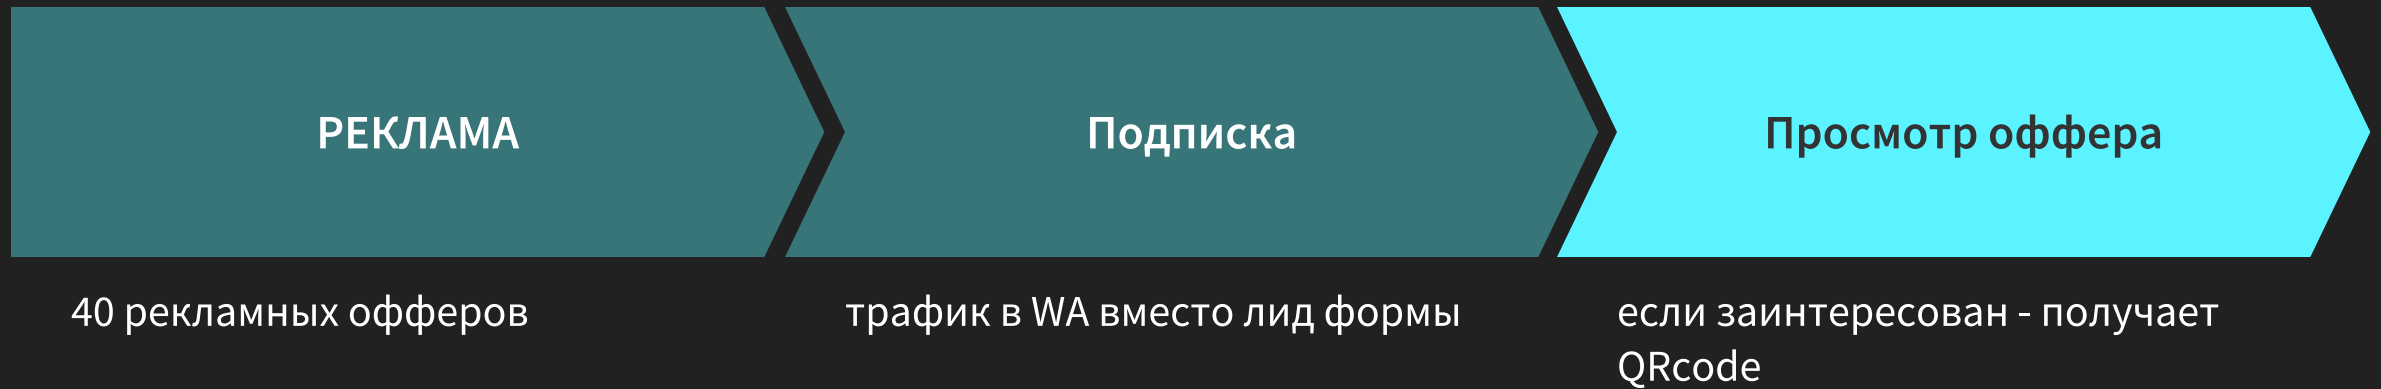 РЕКЛАМА
Подписка
Просмотр оффера
40 рекламных офферов
трафик в WA вместо лид формы
если заинтересован - получает
QRcode